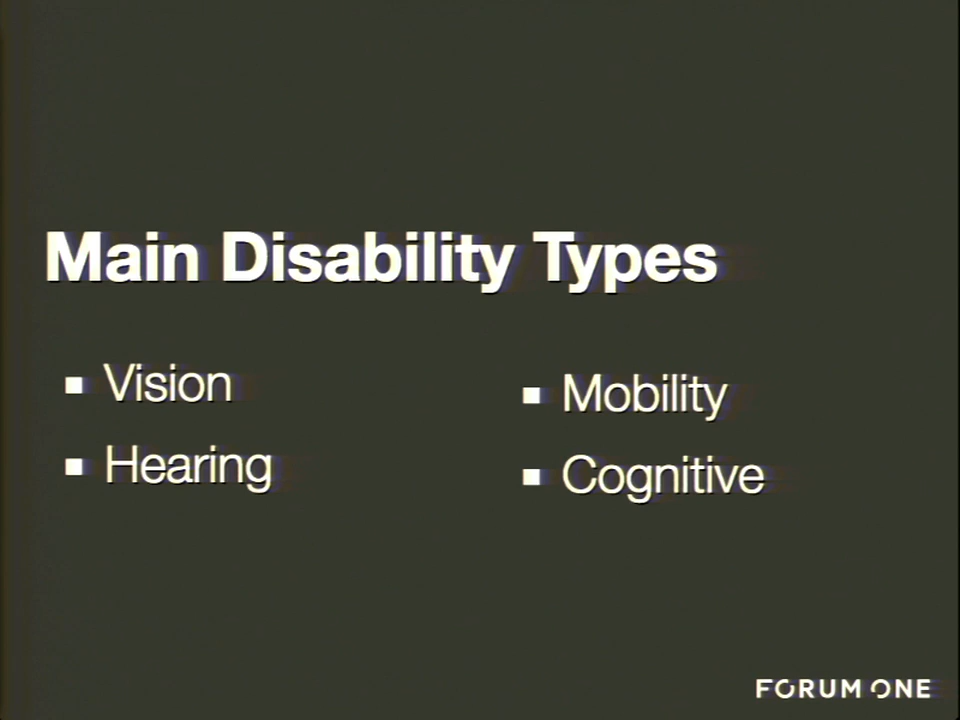 Main Disability Types
Vision
Hearing
Mobility
Cognitive
FORUM ONE